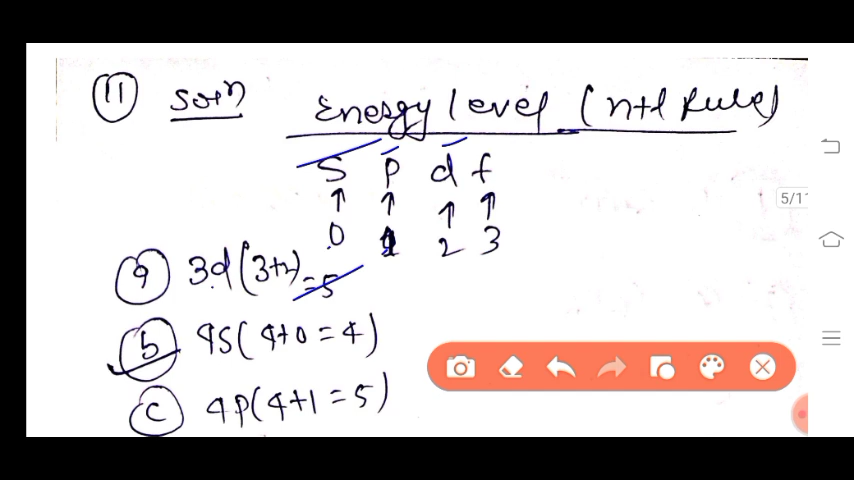 11 Soln Energy level (n+l Rule)
S P d f
0 1 2 3
a 3d (3+2) = 5
5/11
b 4S (4+0 = 4)
c 4P (4+1 = 5)